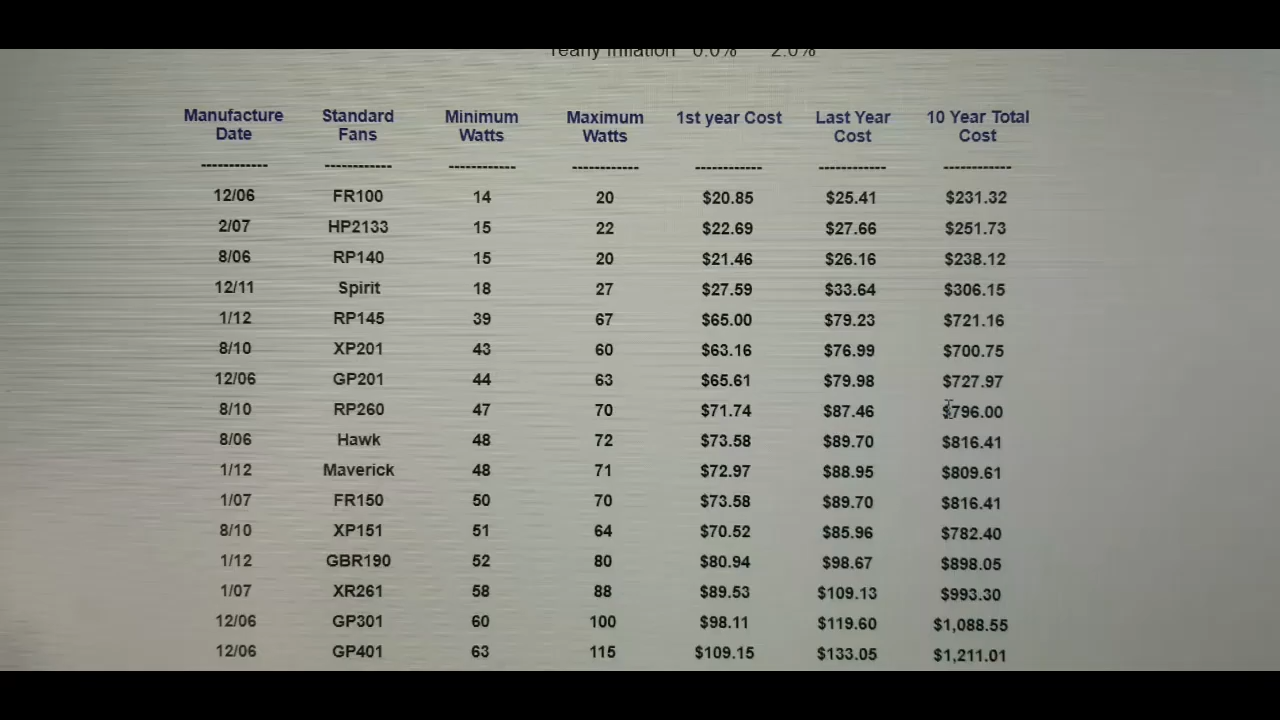 Yearly Inflation 0.0% 2.0%
Manufacture Date Standard Fans Minimum Watts Maximum Watts 1st year Cost Last Year Cost 10 Year Total Cost
------------ ------------ ------------ ------------ ------------ ------------ ------------
12/06 FR100 14 20 $20.85 $25.41 $231.32
2/07 HP2133 15 22 $22.69 $27.66 $251.73
8/06 RP140 15 20 $21.46 $26.16 $238.12
12/11 Spirit 18 27 $27.59 $33.64 $306.15
1/12 RP145 39 67 $65.00 $79.23 $721.16
8/10 XP201 43 60 $63.16 $76.99 $700.75
12/06 GP201 44 63 $65.61 $79.98 $727.97
8/10 RP260 47 70 $71.74 $87.46 $796.00
8/06 Hawk 48 72 $73.58 $89.70 $816.41
1/12 Maverick 48 71 $72.97 $88.95 $809.61
1/07 FR150 50 70 $73.58 $89.70 $816.41
8/10 XP151 51 64 $70.52 $85.96 $782.40
1/12 GBR190 52 80 $80.94 $98.67 $898.05
1/07 XR261 58 88 $89.53 $109.13 $993.30
12/06 GP301 60 100 $98.11 $119.60 $1,088.55
12/06 GP401 63 115 $109.15 $133.05 $1,211.01